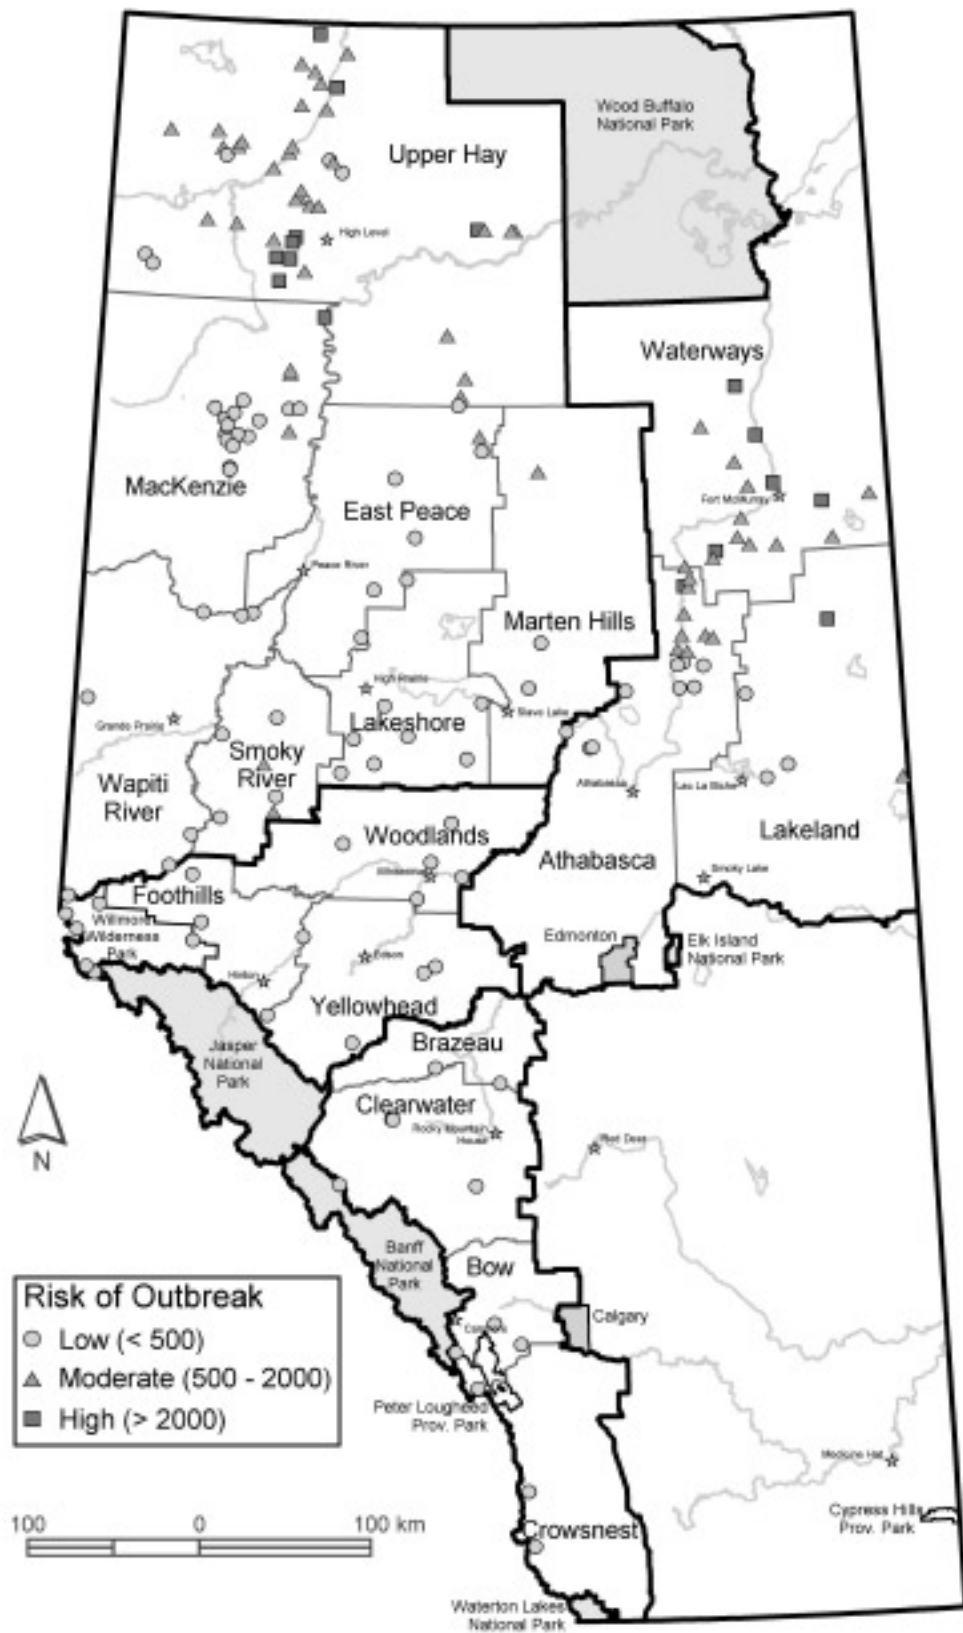 Wood Buffalo
National Park
Upper Hay
High Level
Waterways
MacKenzie
East Peace
Fort McMurray
Peace River
Marten Hills
High Prairie
Grande Prairie
Lakeshore
Slave Lake
Smoky
River
Wapiti
River
Athabasca
Lac La Biche
Woodlands
Athabasca
Lakeland
Whitecourt
Smoky Lake
Foothills
Willmore
Wilderness
Park
Edmonton
Elk Island
National Park
Hinton
Edson
Yellowhead
Jasper
National
Park
Brazeau
Clearwater
Rocky Mountain
House
Red Deer
N
Banff
National
Park
Bow
Calgary
Canmore
Risk of Outbreak
Low (< 500)
Moderate (500 - 2000)
High (> 2000)
Peter Lougheed
Prov. Park
Medicine Hat
Cypress Hills
Prov. Park
100 0 100 km
Crowsnest
Waterton Lakes
National Park